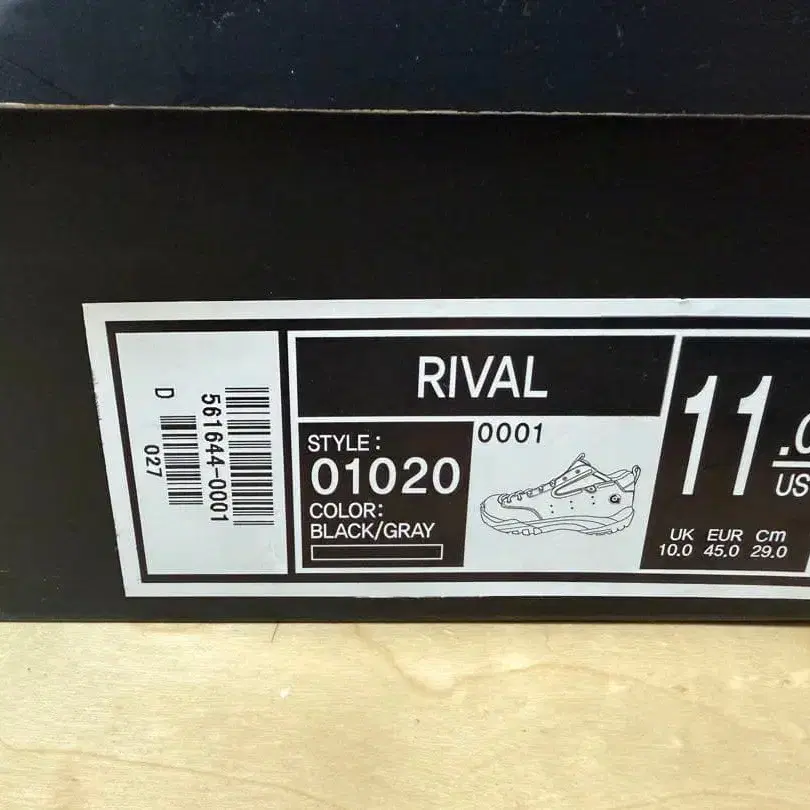 D
027
561644-0001
RIVAL
STYLE:
01020
COLOR:
BLACK/GRAY
0001
11.0
US
UK EUR Cm
10.0 45.0 29.0